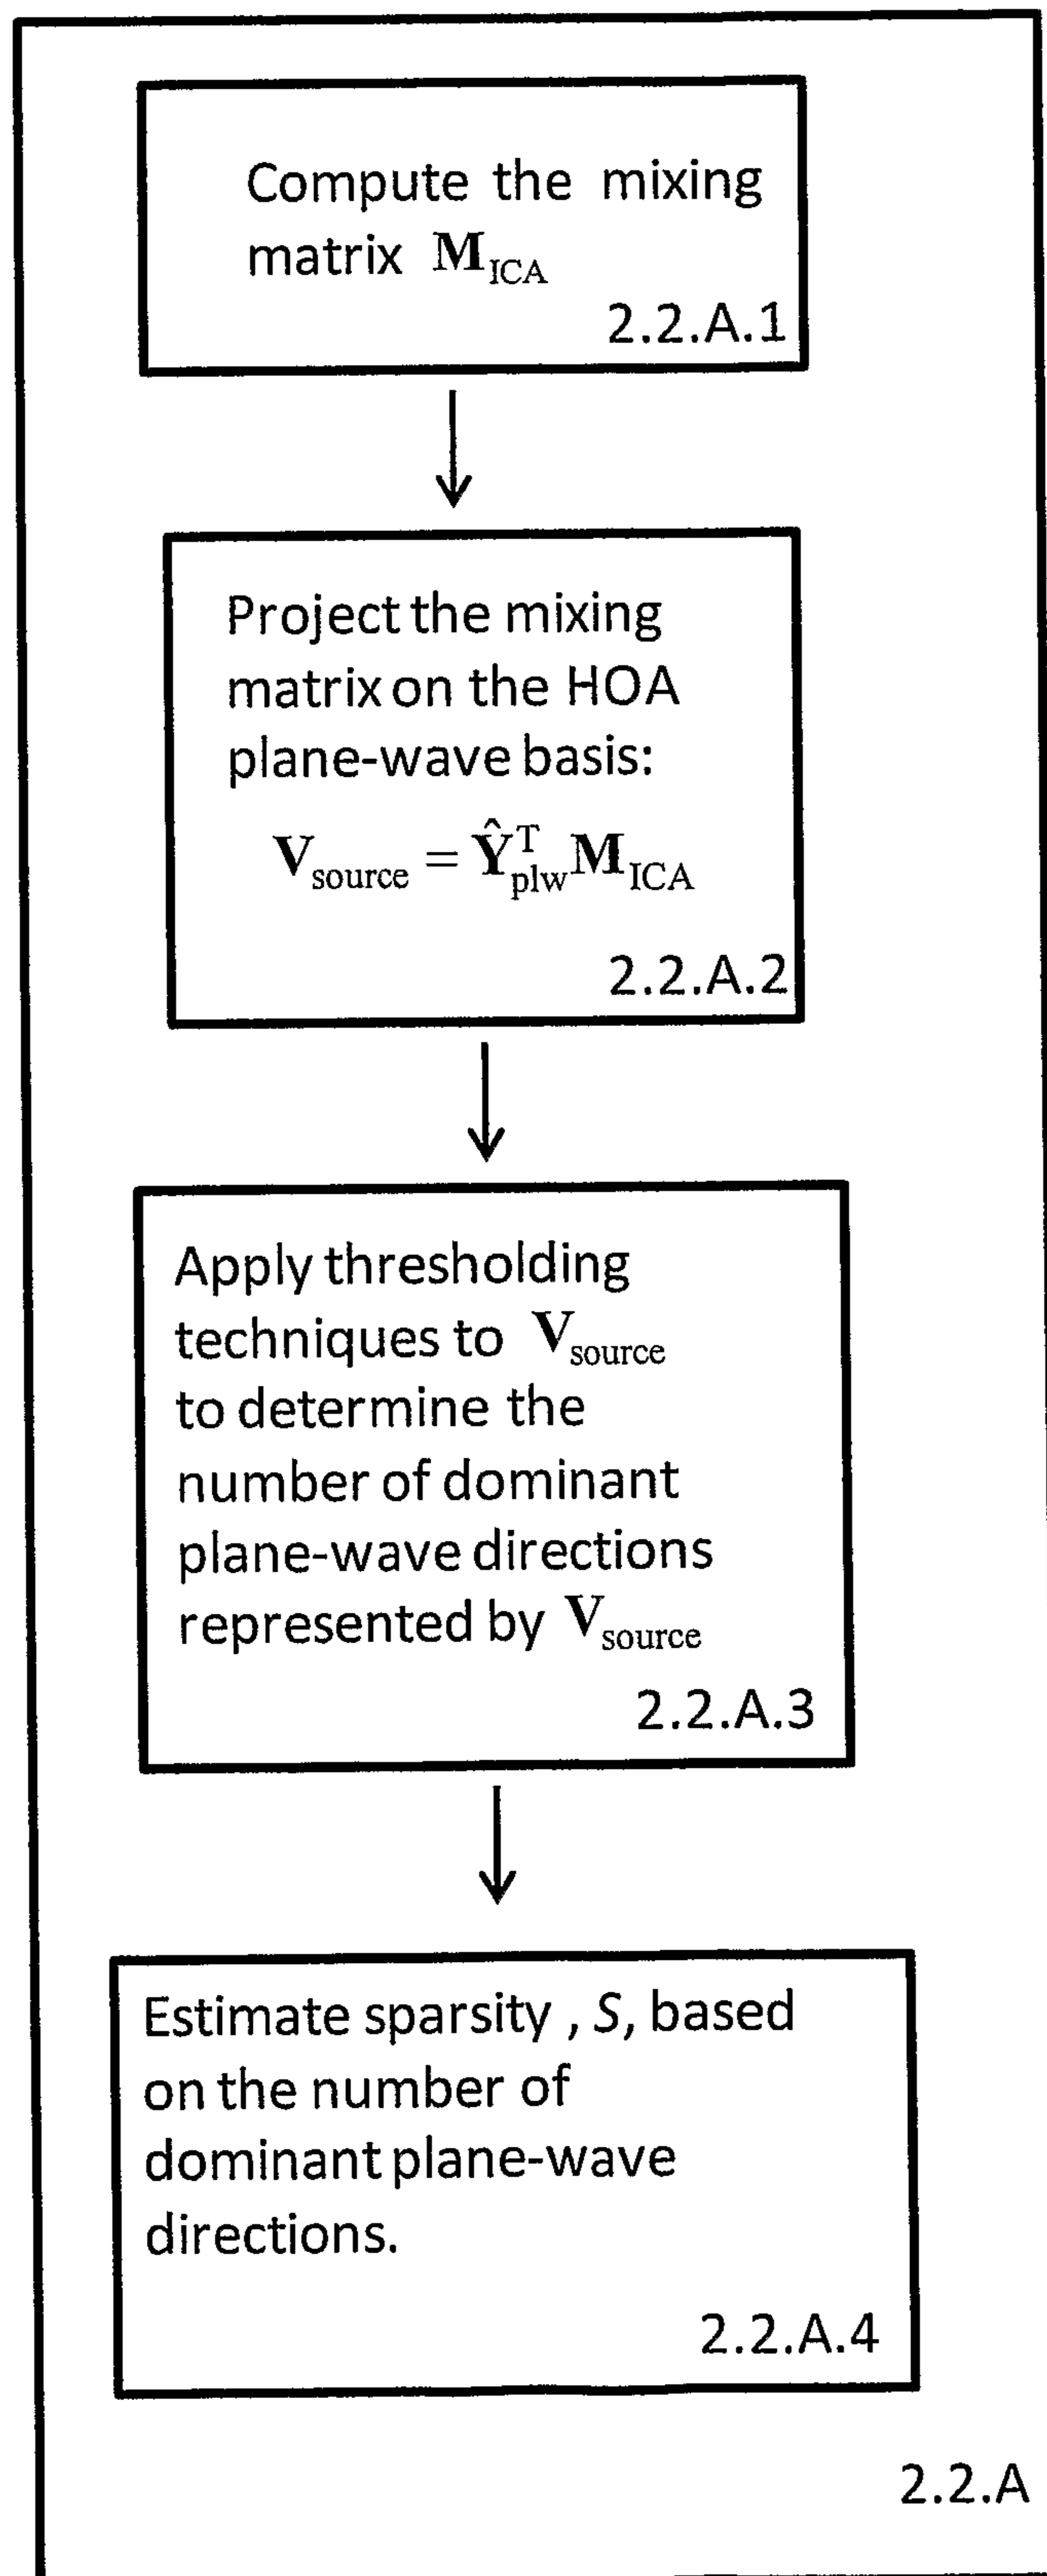 Compute the mixing
matrix M_ICA
2.2.A.1
Project the mixing
matrix on the HOA
plane-wave basis:
V_source = Ŷ_plw^T M_ICA
2.2.A.2
Apply thresholding
techniques to V_source
to determine the
number of dominant
plane-wave directions
represented by V_source
2.2.A.3
Estimate sparsity , S, based
on the number of
dominant plane-wave
directions.
2.2.A.4
2.2.A